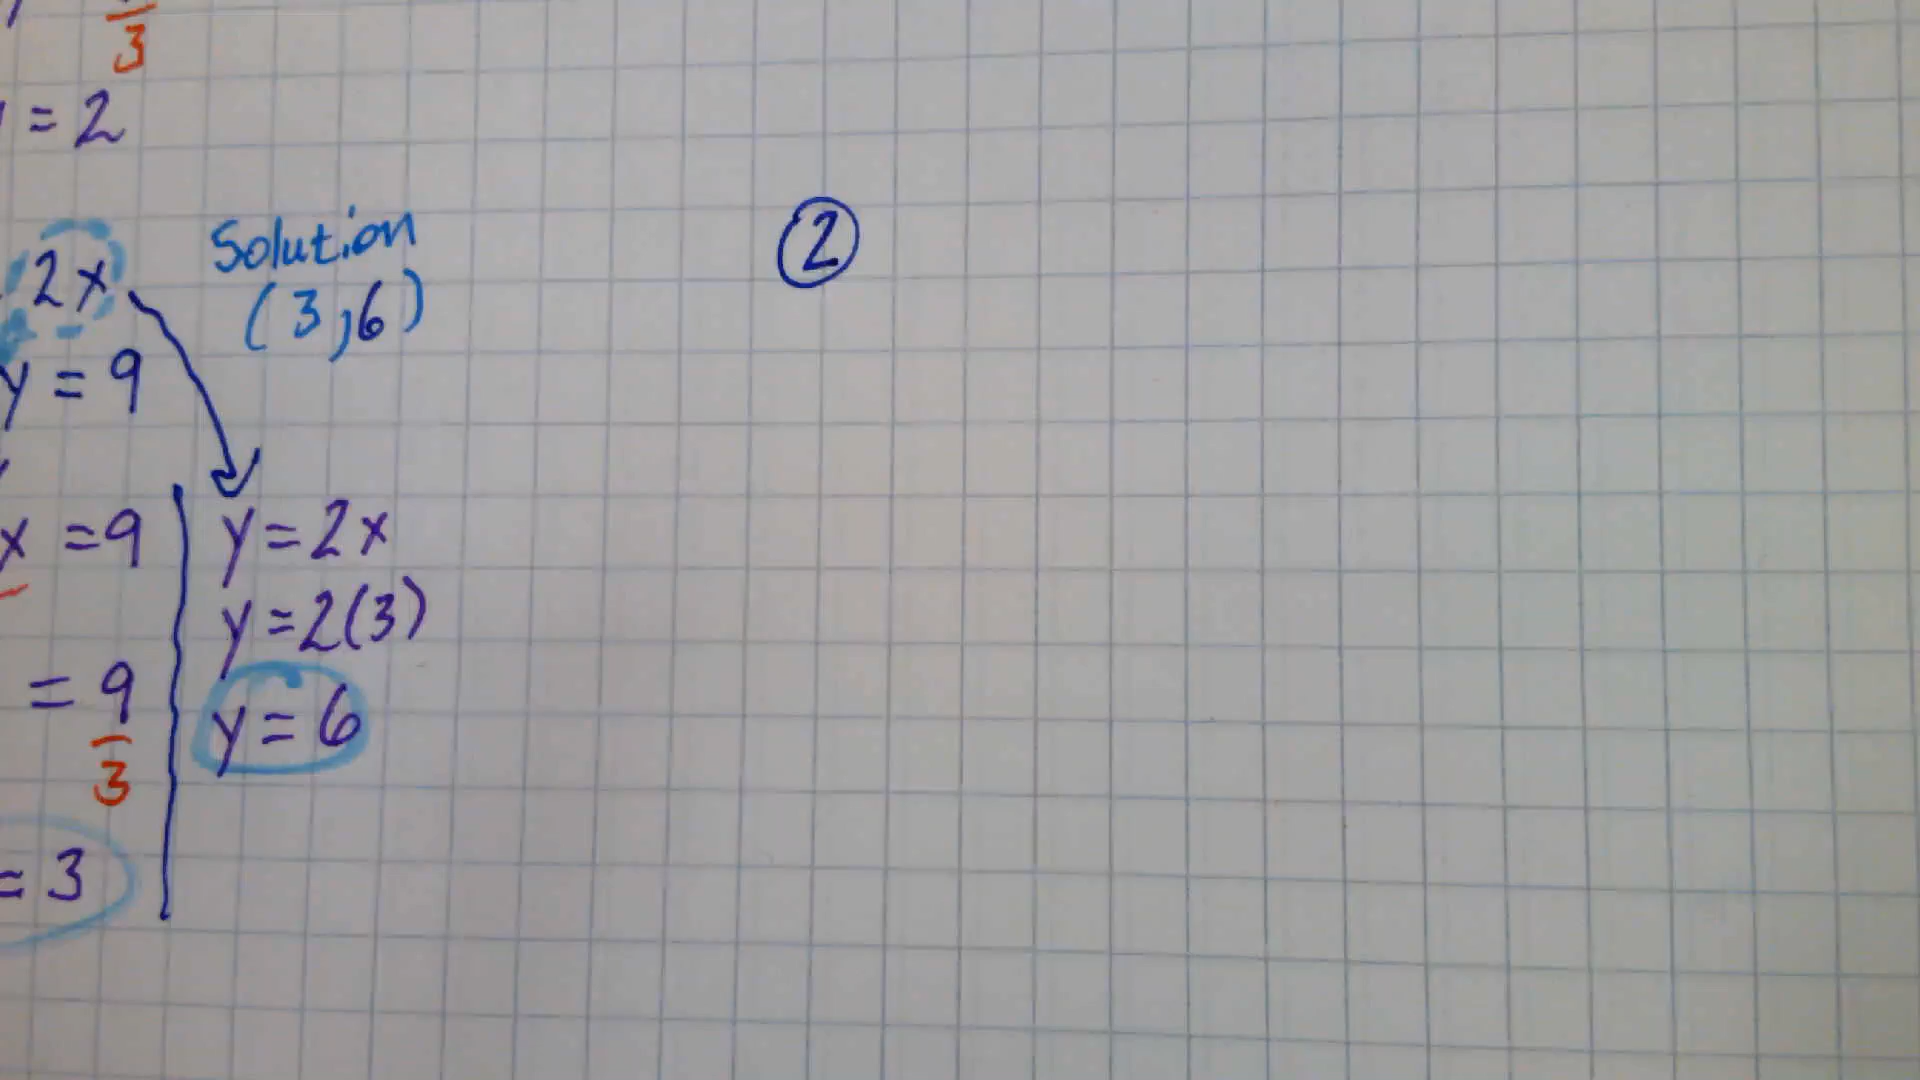 3
= 2
2x
Solution
(3,6)
②
y = 9
x = 9
y = 2x
y = 2(3)
= 9
3
y = 6
= 3